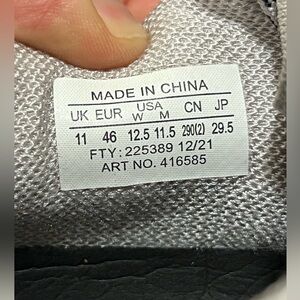 MADE IN CHINA
UK EUR USA CN JP
W M
11 46 12.5 11.5 290(2) 29.5
FTY: 225389 12/21
ART NO. 416585